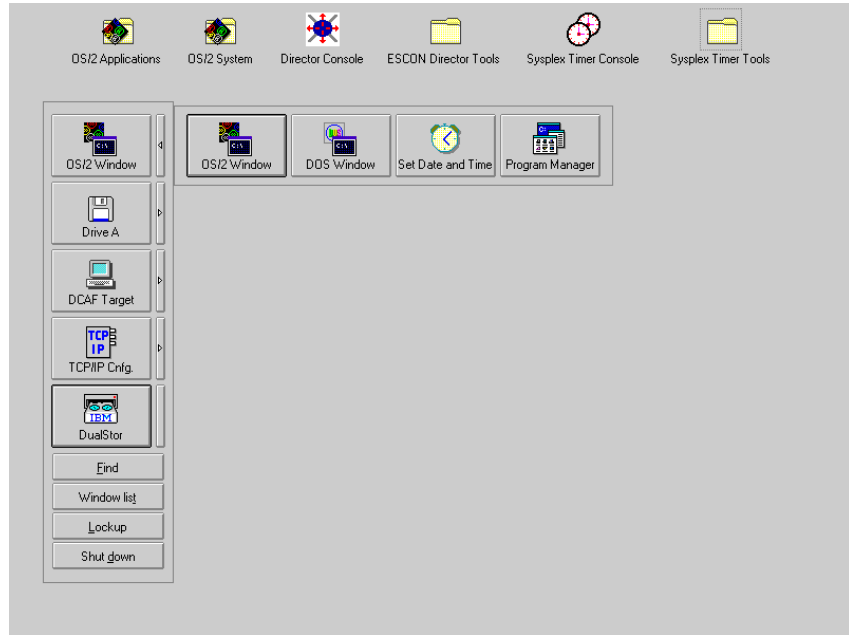 OS/2 Applications
OS/2 System
Director Console
ESCON Director Tools
Sysplex Timer Console
Sysplex Timer Tools
OS/2 Window
OS/2 Window
DOS Window
Set Date and Time
Program Manager
Drive A
DCAF Target
TCP/IP Cnfg.
IBM
DualStor
Find
Window list
Lockup
Shut down